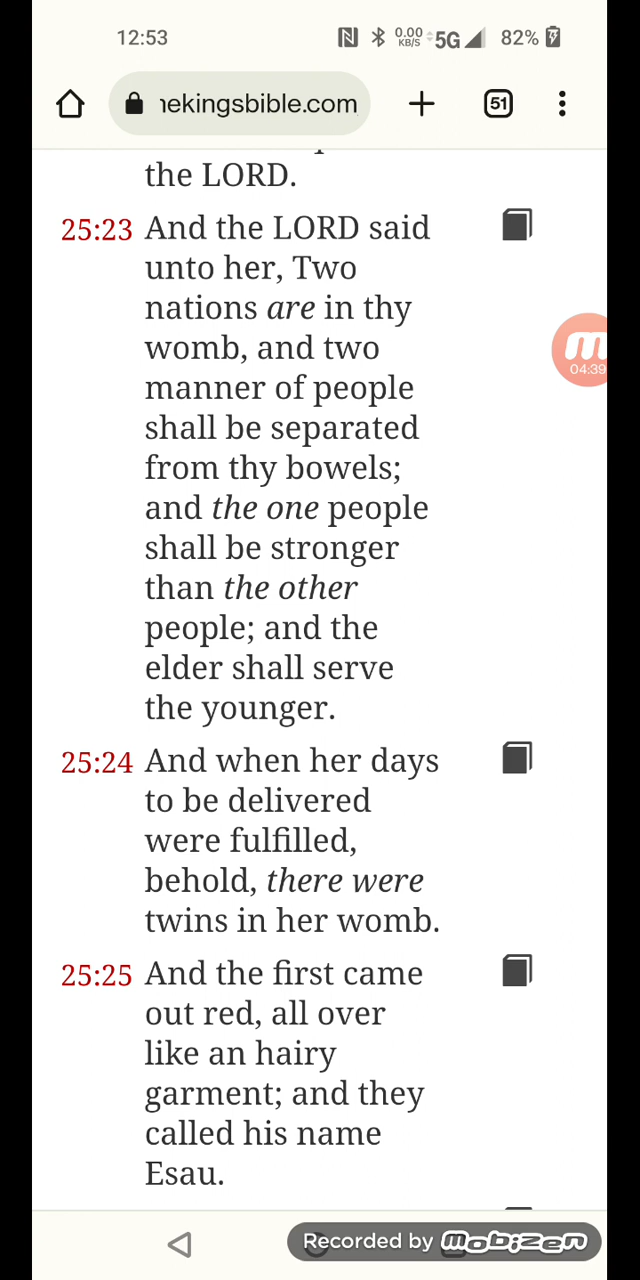 12:53 0.00 KB/S 5G 82%
nekingsbible.com 51
the LORD.
25:23 And the LORD said
unto her, Two
nations are in thy
womb, and two
manner of people
shall be separated
from thy bowels;
and the one people
shall be stronger
than the other
people; and the
elder shall serve
the younger.
25:24 And when her days
to be delivered
were fulfilled,
behold, there were
twins in her womb.
25:25 And the first came
out red, all over
like an hairy
garment; and they
called his name
Esau.
m
04:39
Recorded by mobizen